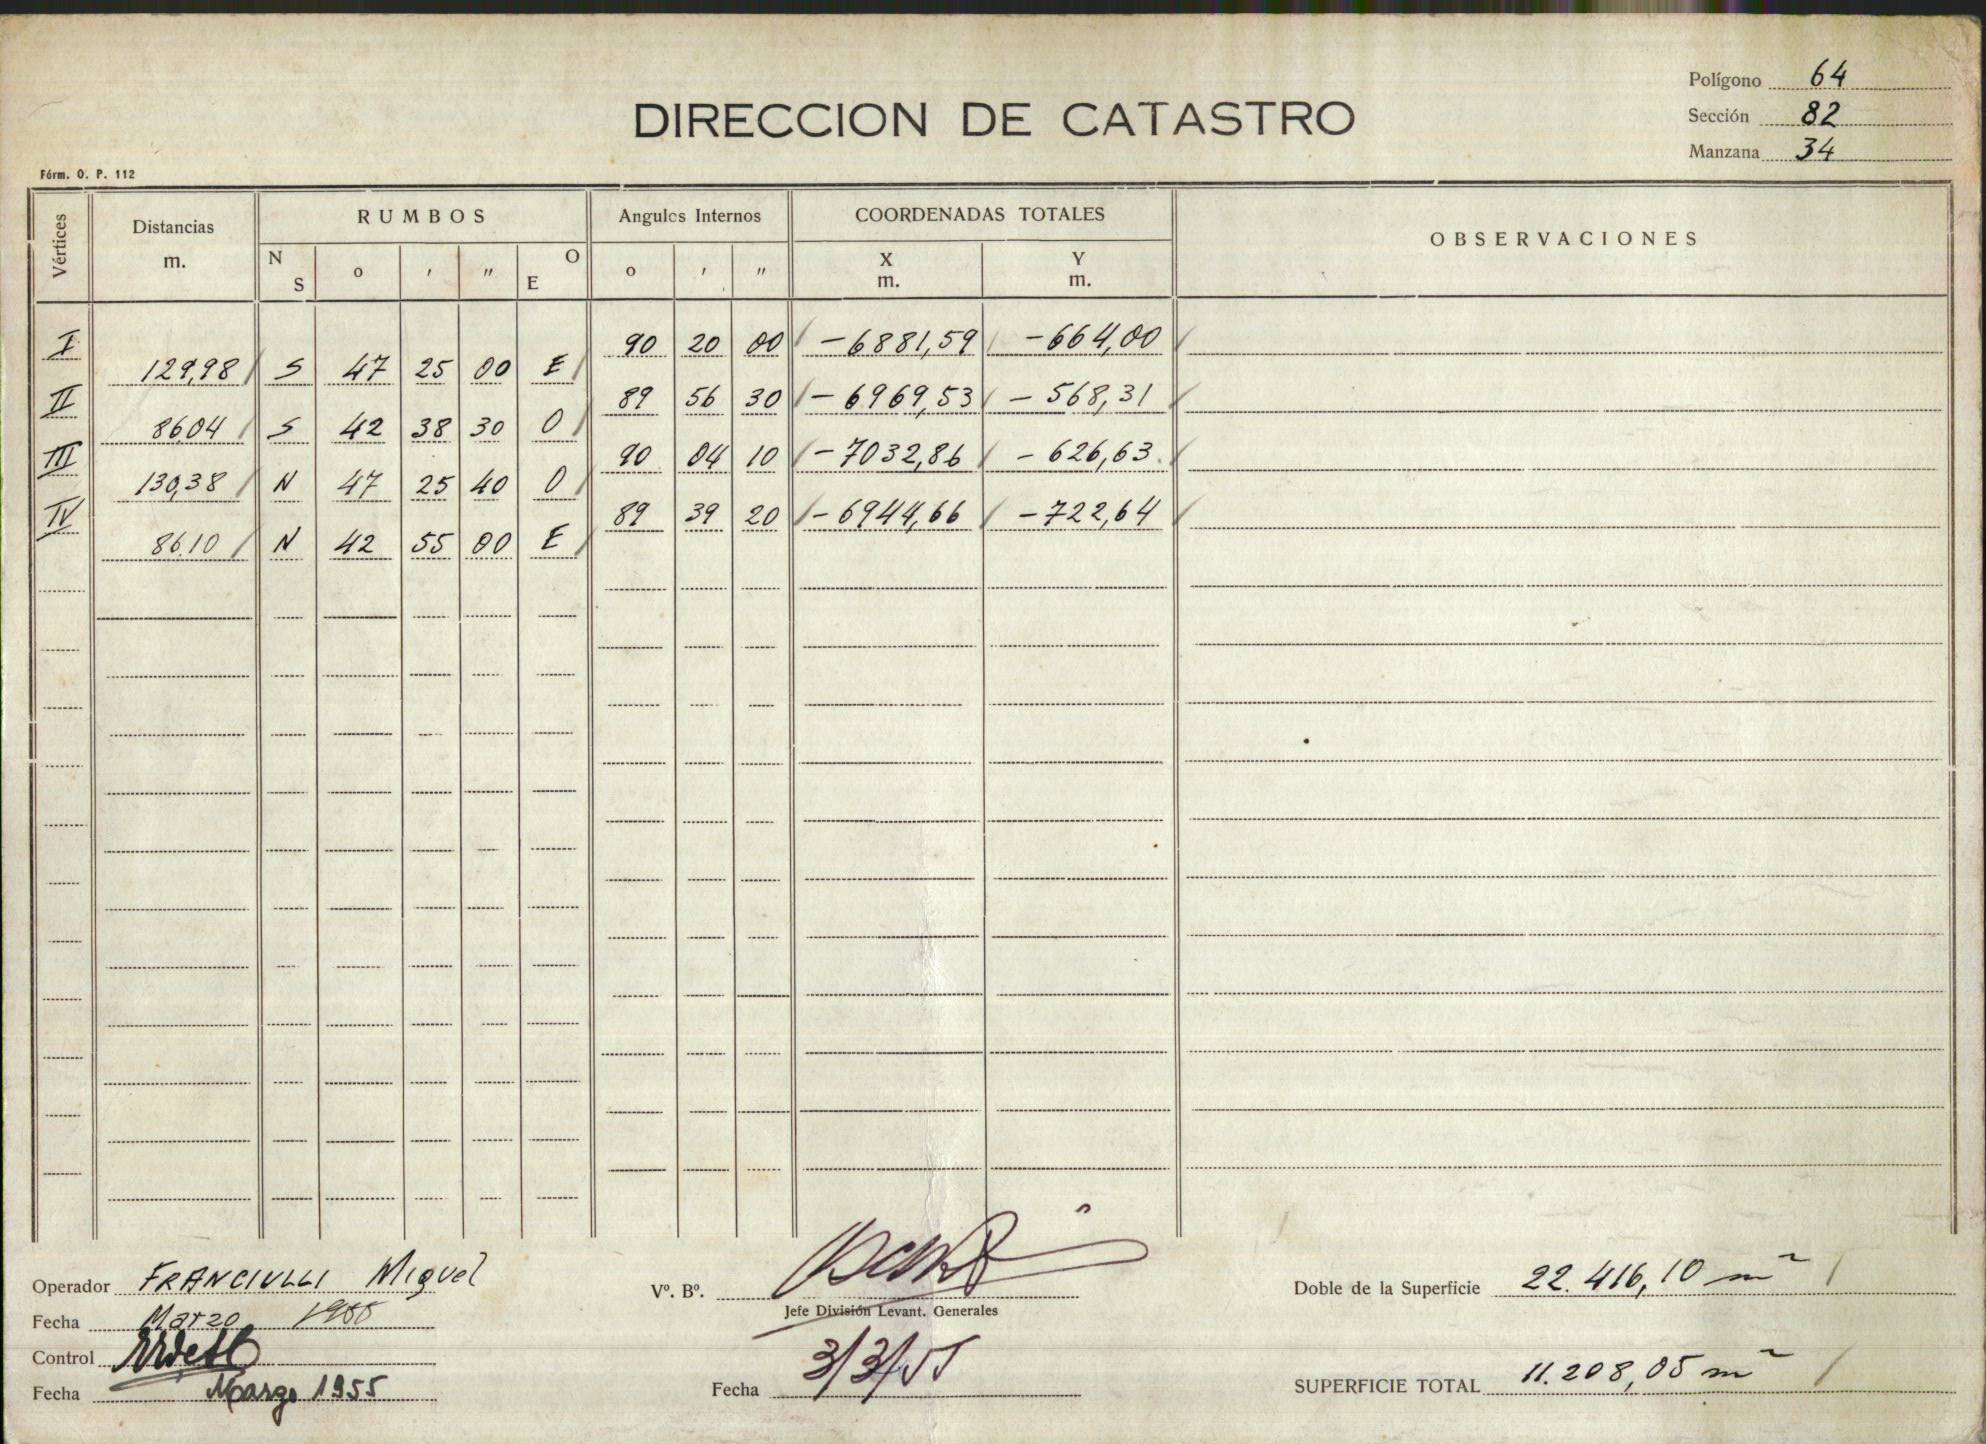 Polígono 64
DIRECCION DE CATASTRO
Sección 82
Manzana 34
Fórm. O. P. 112
Vértices Distancias m. RUMBOS N S o ′ ″ O E Angulos Internos o ′ ″ COORDENADAS TOTALES X m. Y m. OBSERVACIONES
I 90 20 00 -6881,59 -664,00
129,98 S 47 25 00 E
II 89 56 30 -6969,53 -568,31
86,04 S 42 38 30 O
III 90 04 10 -7032,86 -626,63
130,38 N 47 25 40 O
IV 89 39 20 -6944,66 -722,64
86.10 N 42 55 00 E
Operador FRANCIULLI Miguel
Fecha Marzo 1955
Control
Fecha Marzo 1955
Vº. Bº.
Jefe División Levant. Generales
Fecha 3/3/55
Doble de la Superficie 22.416,10 m²
SUPERFICIE TOTAL 11.208,05 m²